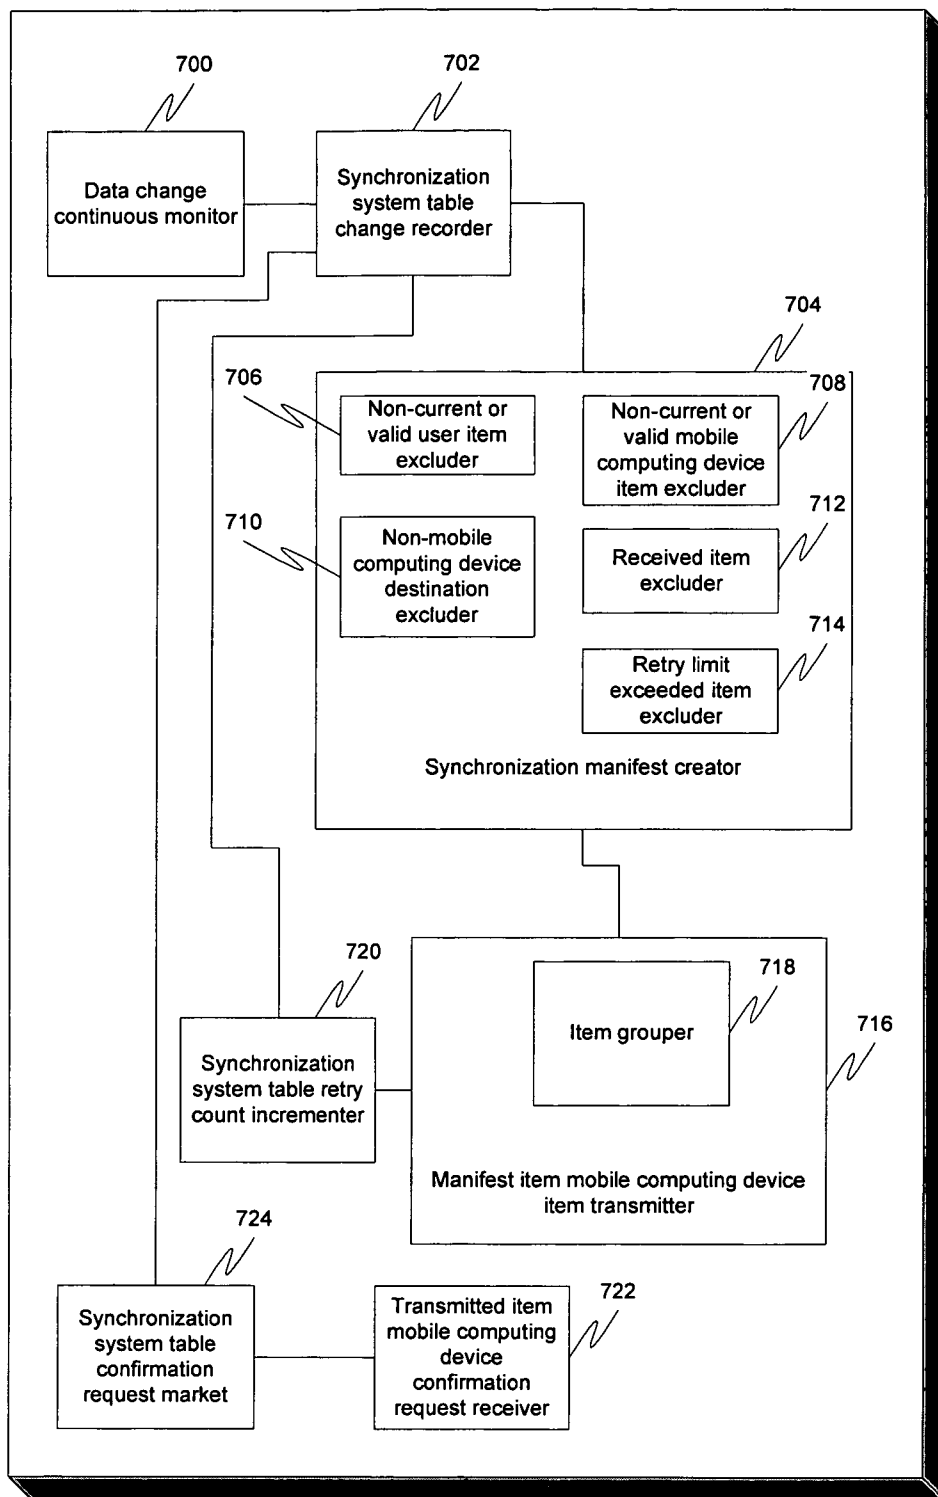 700
702
Data change
continuous monitor
Synchronization
system table
change recorder
704
706
708
Non-current or
valid user item
excluder
Non-current or
valid mobile
computing device
item excluder
710
712
Non-mobile
computing device
destination
excluder
Received item
excluder
714
Retry limit
exceeded item
excluder
Synchronization manifest creator
720
718
716
Item grouper
Synchronization
system table retry
count incrementer
Manifest item mobile computing device
item transmitter
724
722
Synchronization
system table
confirmation
request market
Transmitted item
mobile computing
device
confirmation
request receiver